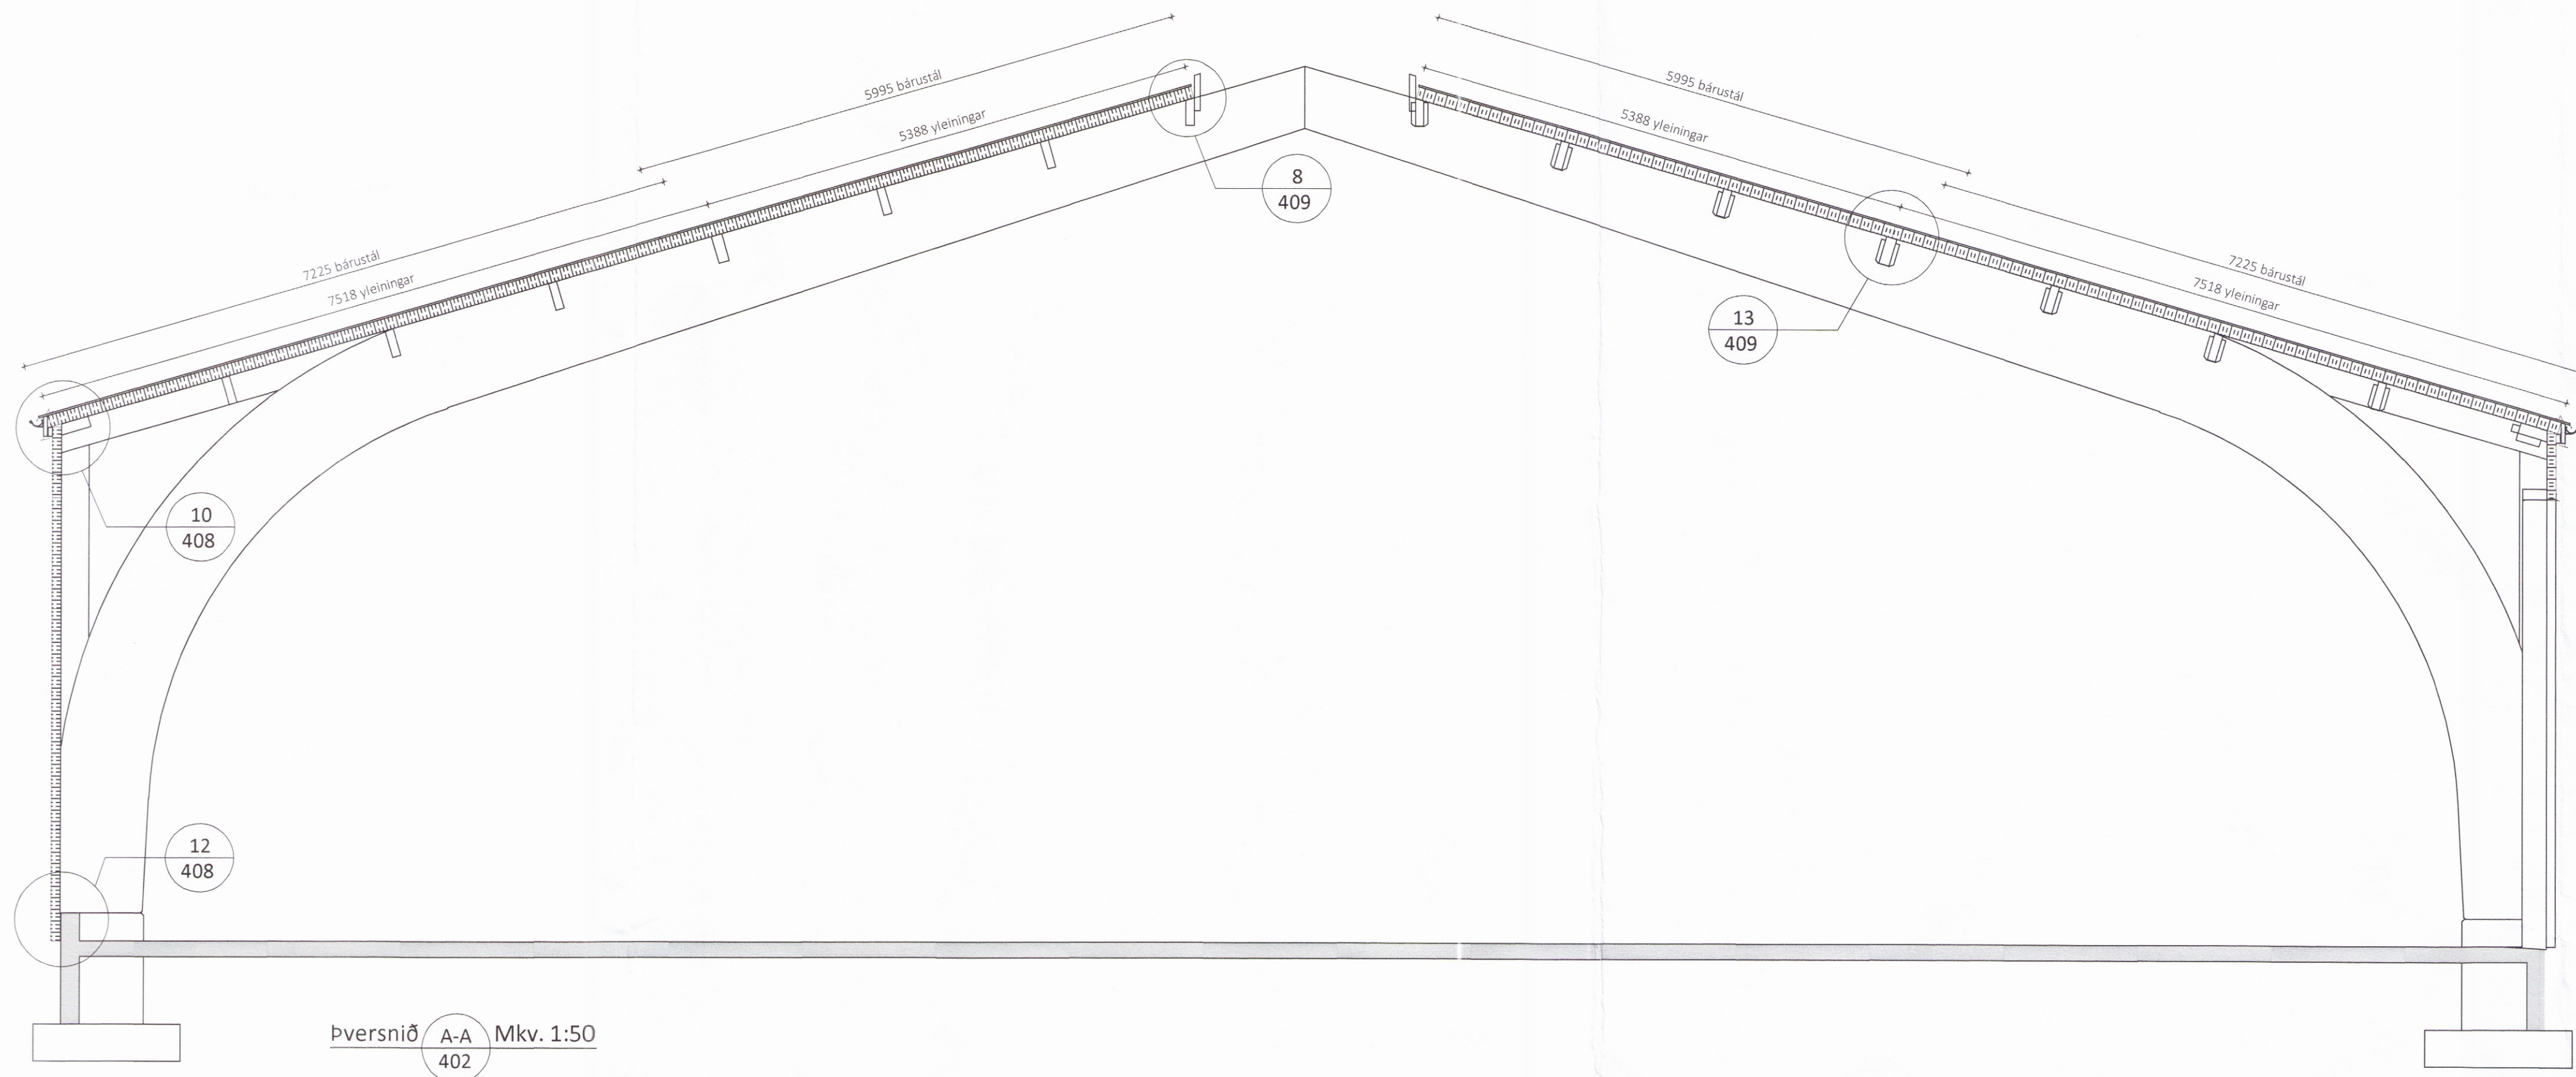 5995 bárustál
5388 yleiningar
7225 bárustál
7518 yleiningar
5995 bárustál
5388 yleiningar
7225 bárustál
7518 yleiningar
8
409
13
409
10
408
12
408
Þversnið A-A Mkv. 1:50
402